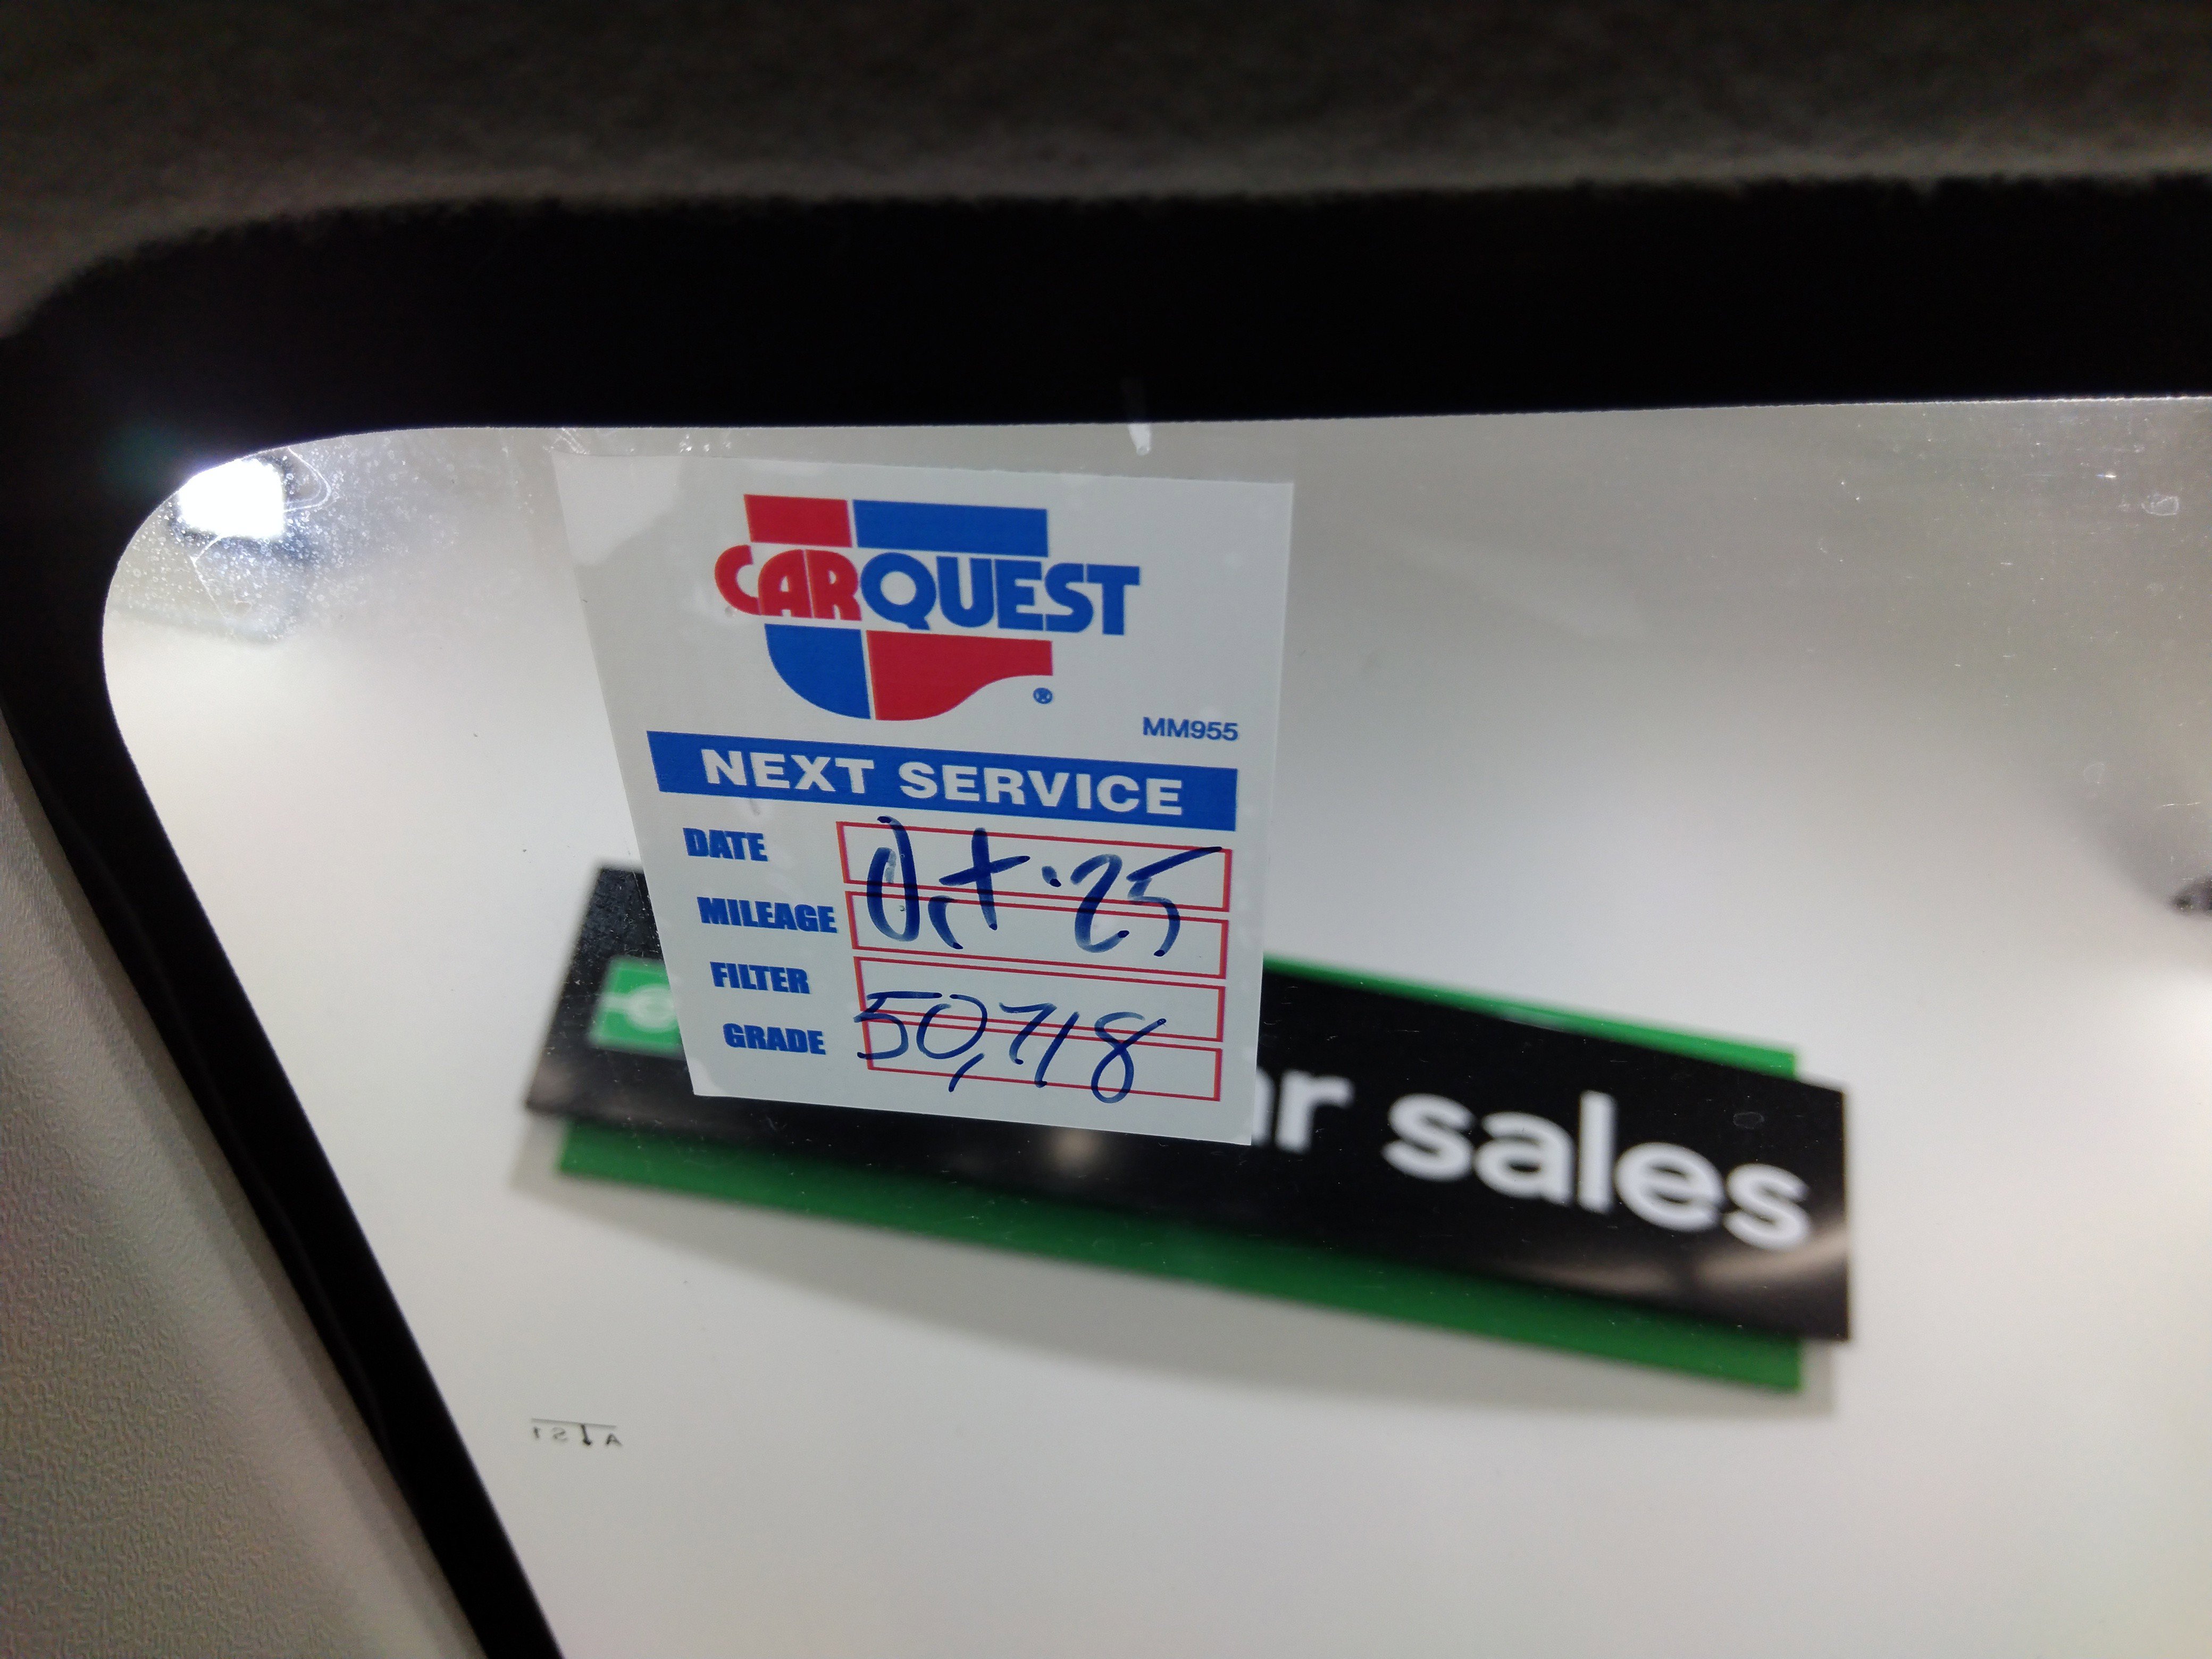 CARQUEST
®
MM955
NEXT SERVICE
DATE Oct. 25
MILEAGE
FILTER
GRADE 50,718
sales